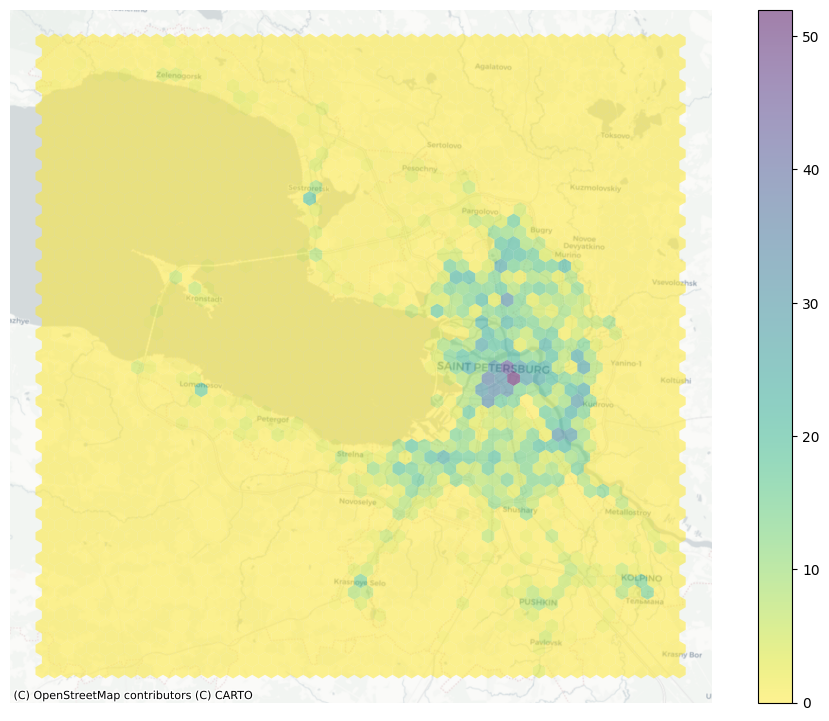 Zelenogorsk
Agalatovo
Toksovo
Sertolovo
Pesochny
Sestroretsk
Kuzmolovskiy
Pargolovo
Bugry
Novoe
Devyatkino
Murino
Vsevolozhsk
Kronstadt
SAINT PETERSBURG
Yanino-1
Koltushi
Lomonosov
Kudrovo
Petergof
Strelna
Novoselye
Shushary
Metallostroy
Krasnoye Selo
KOLPINO
Тельмана
PUSHKIN
Pavlovsk
Krasny Bor
(C) OpenStreetMap contributors (C) CARTO
50
40
30
20
10
0